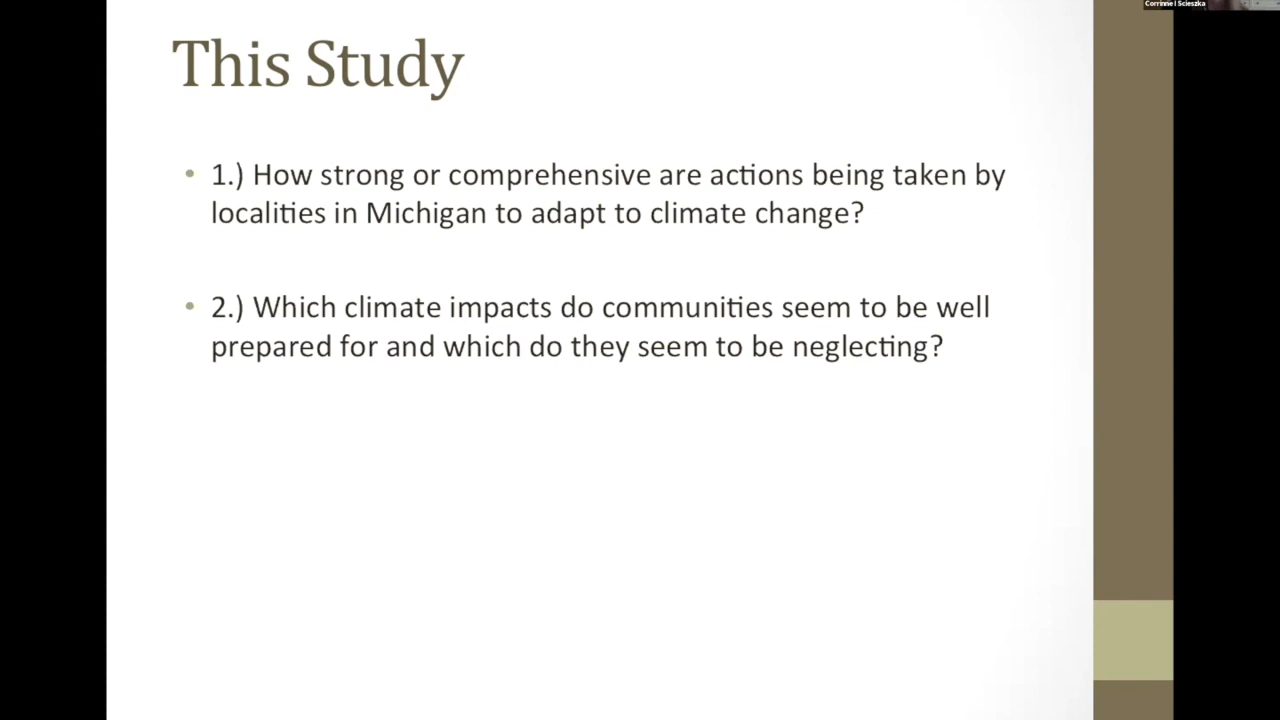 Corrinne I Scieszka
This Study
• 1.) How strong or comprehensive are actions being taken by
localities in Michigan to adapt to climate change?
• 2.) Which climate impacts do communities seem to be well
prepared for and which do they seem to be neglecting?